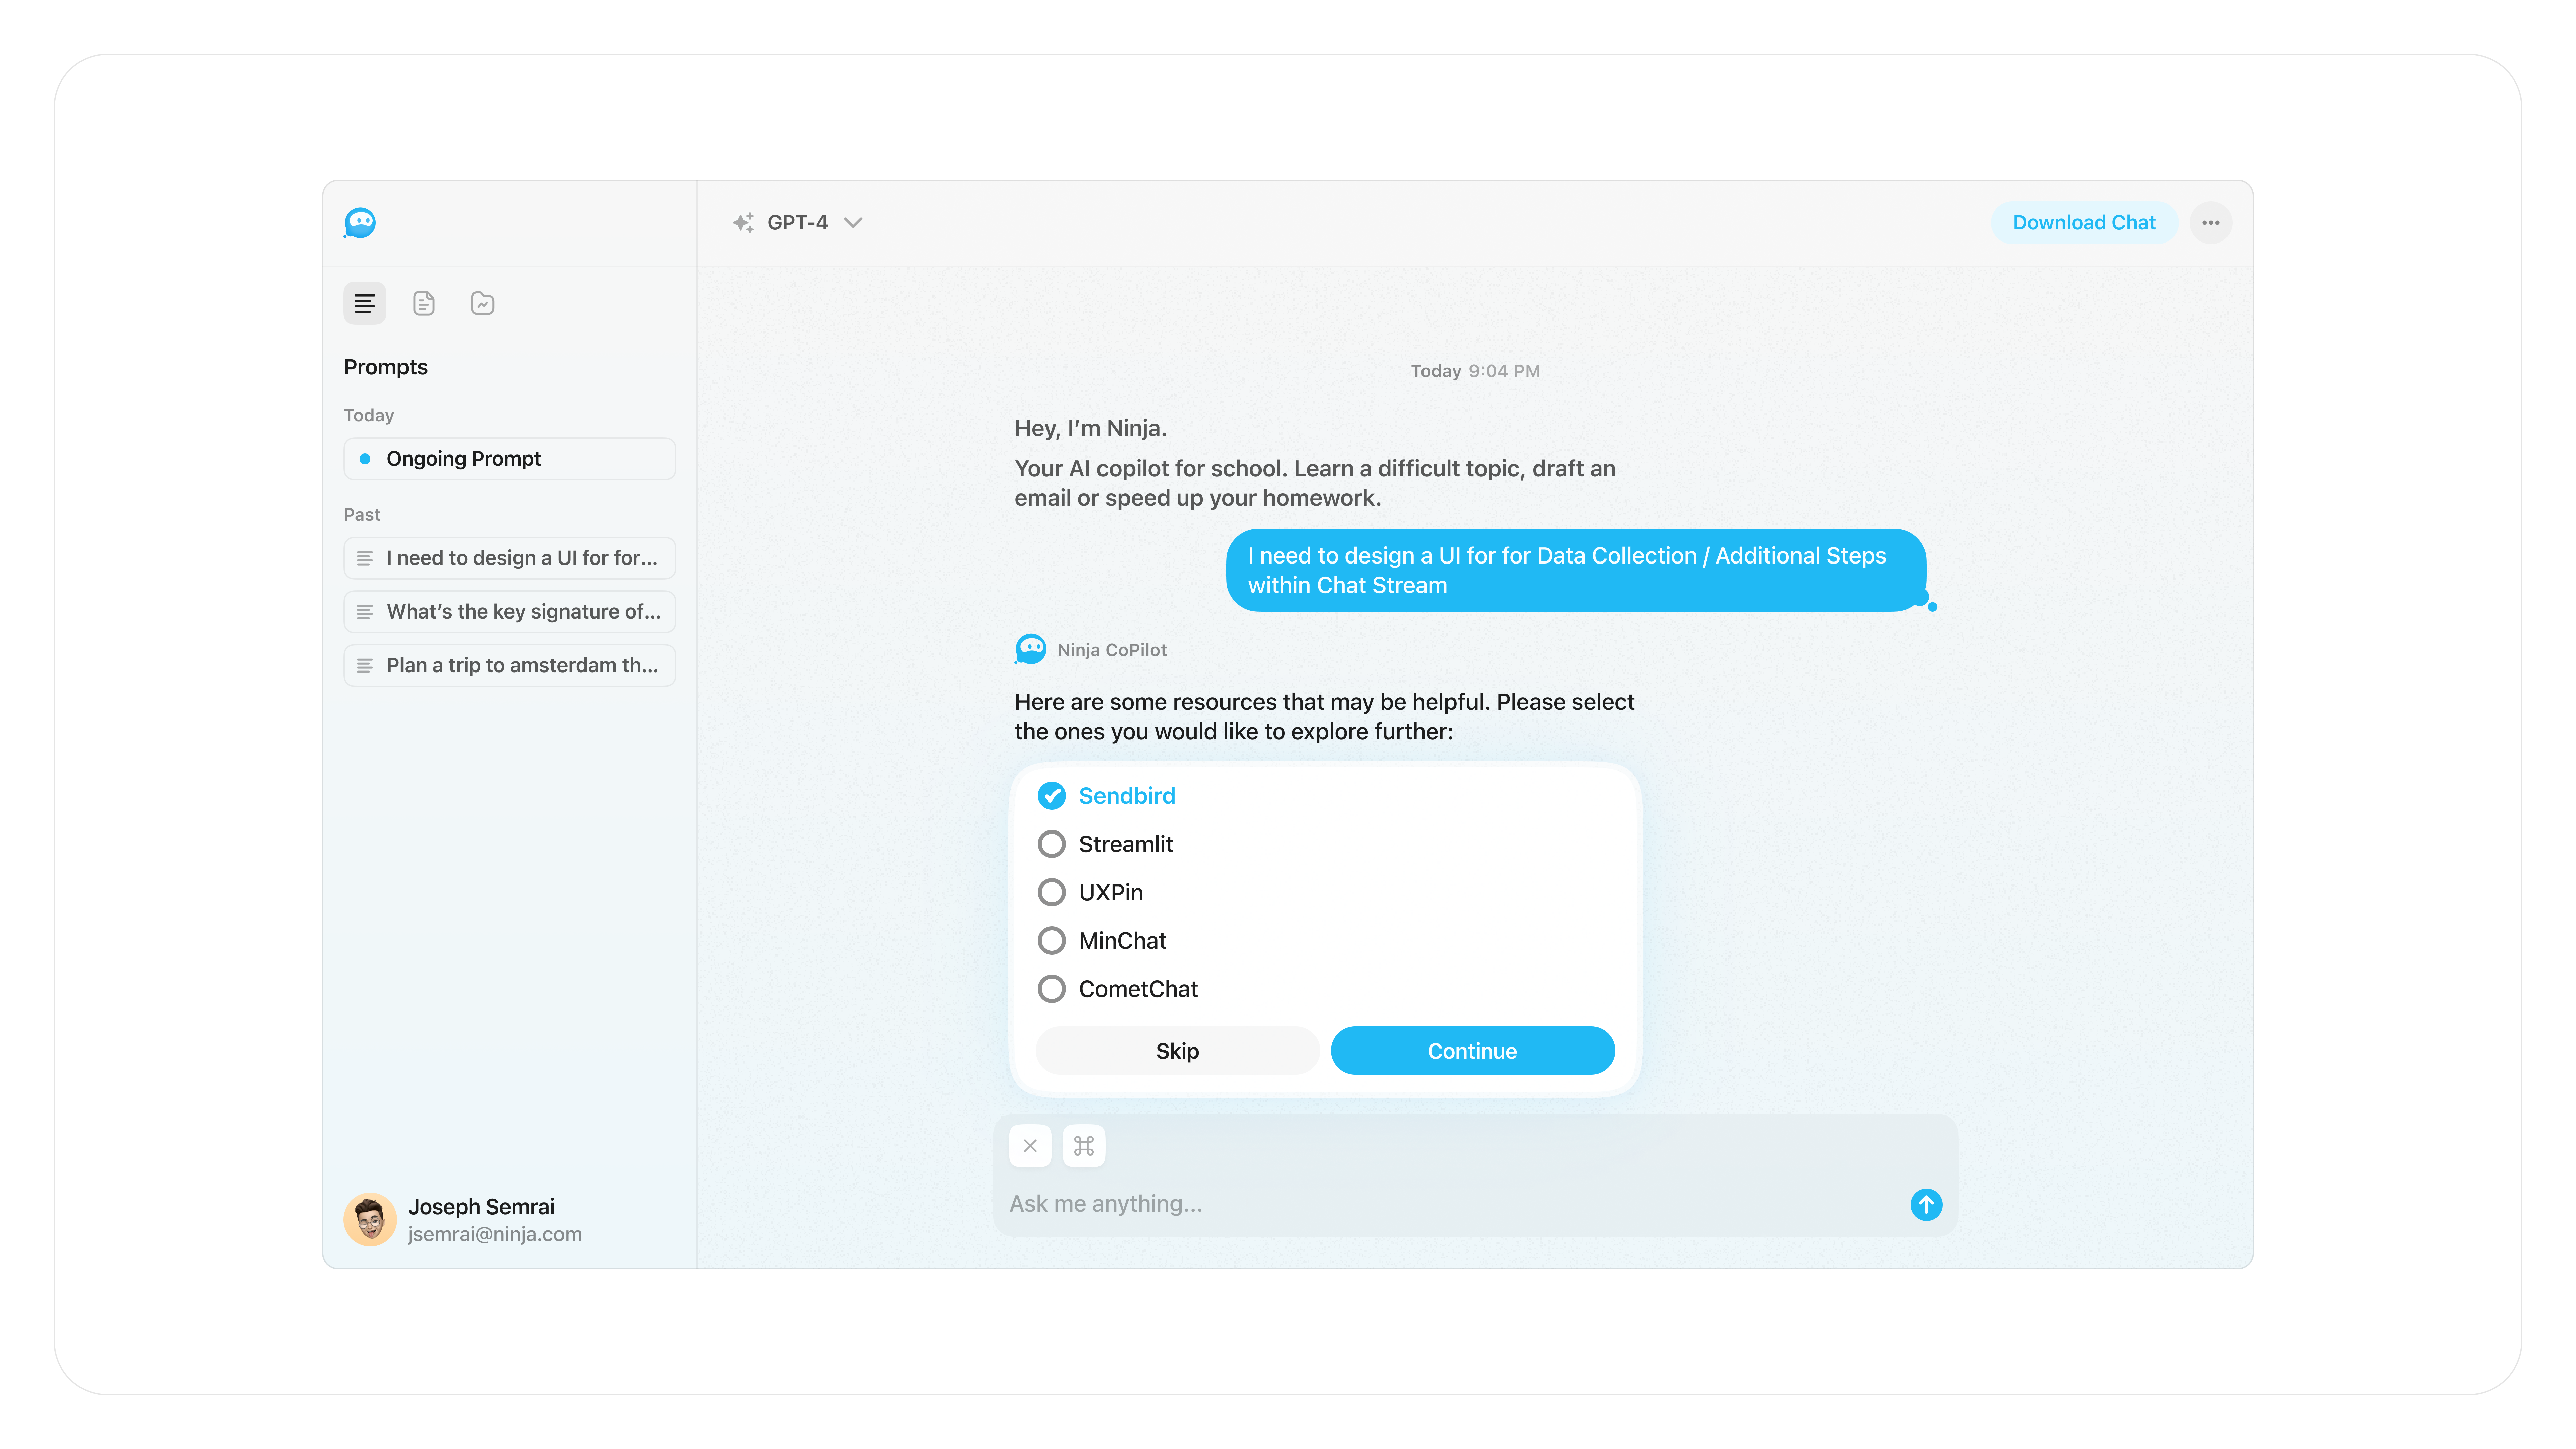 GPT-4
Download Chat
Prompts
Today
Ongoing Prompt
Past
I need to design a UI for for...
What's the key signature of...
Plan a trip to amsterdam th...
Joseph Semrai
jsemrai@ninja.com
Today 9:04 PM
Hey, I'm Ninja.
Your AI copilot for school. Learn a difficult topic, draft an
email or speed up your homework.
I need to design a UI for for Data Collection / Additional Steps
within Chat Stream
Ninja CoPilot
Here are some resources that may be helpful. Please select
the ones you would like to explore further:
Sendbird
Streamlit
UXPin
MinChat
CometChat
Skip
Continue
Ask me anything...